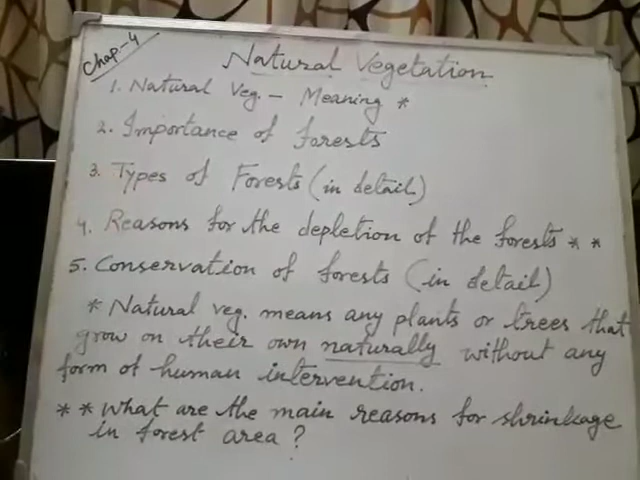 Chap-4
Natural Vegetation
1. Natural Veg. - Meaning *
2. Importance of forests
3. Types of Forests (in detail)
4. Reasons for the depletion of the forests * *
5. Conservation of forests (in detail)
* Natural veg. means any plants or trees that
grow on their own naturally without any
form of human intervention.
* * What are the main reasons for shrinkage
in forest area?